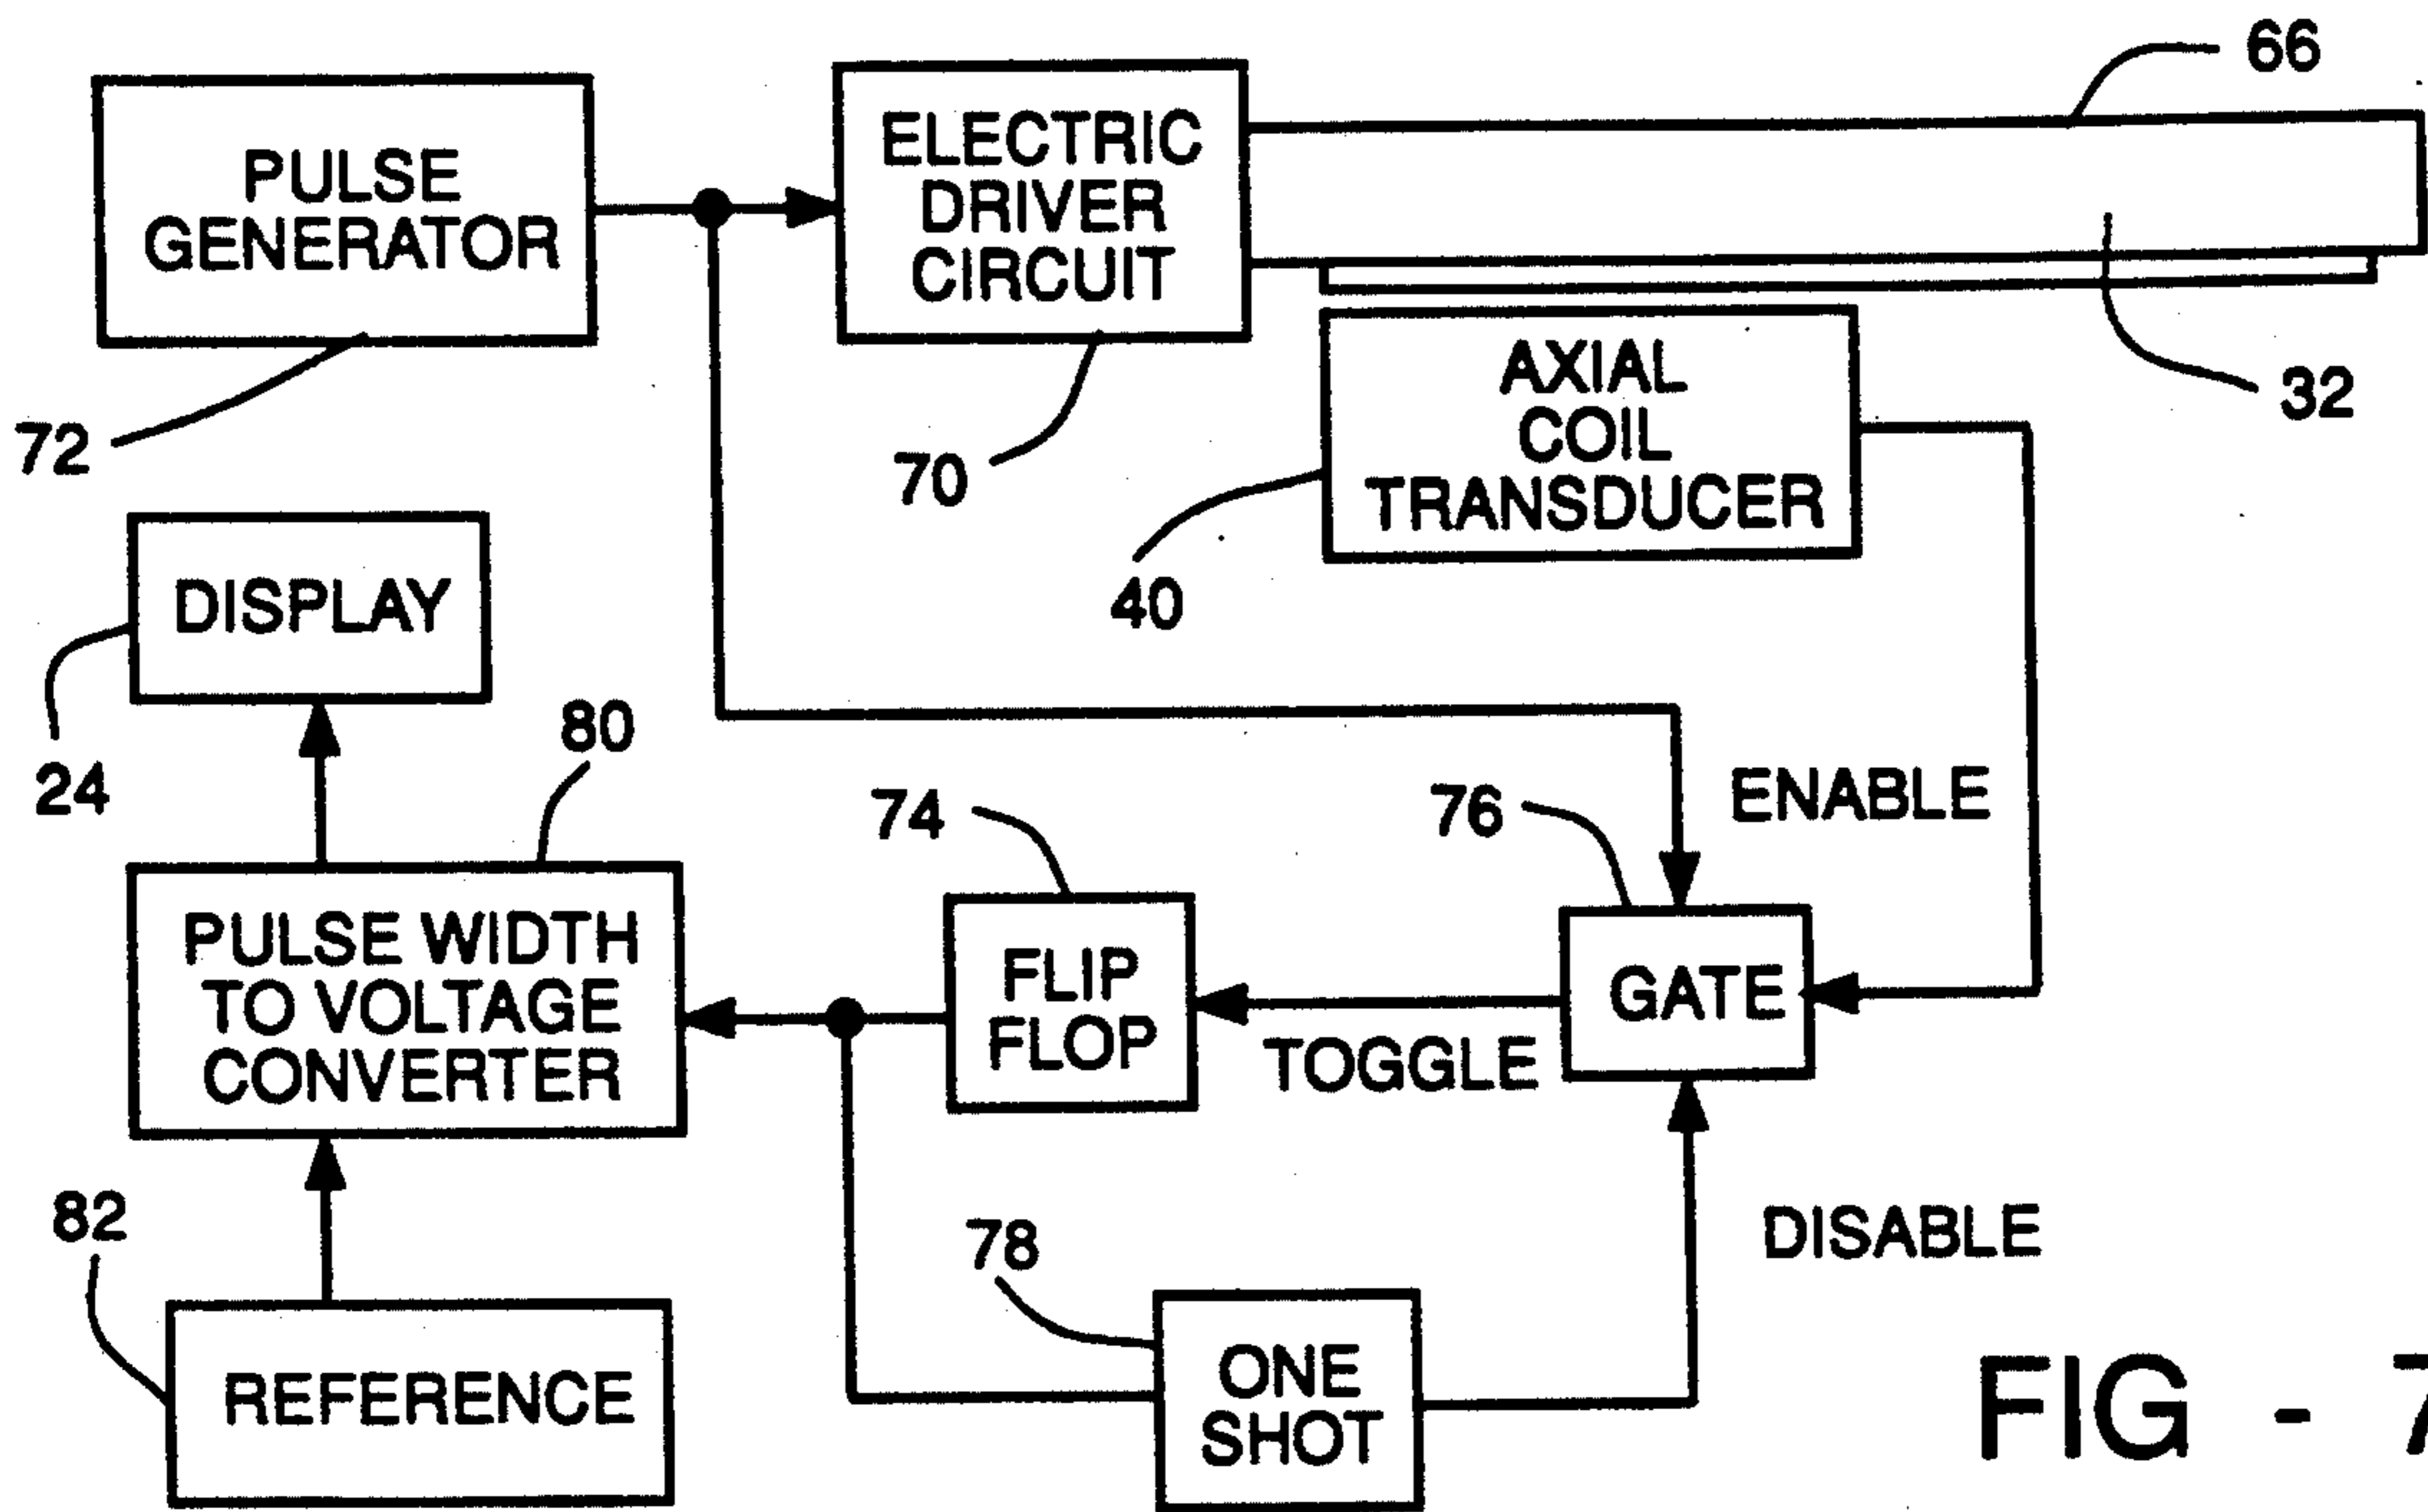 66
PULSE
GENERATOR
ELECTRIC
DRIVER
CIRCUIT
72
70
AXIAL
COIL
TRANSDUCER
32
40
DISPLAY
24
80
74
76
ENABLE
PULSE WIDTH
TO VOLTAGE
CONVERTER
FLIP
FLOP
TOGGLE
GATE
82
78
DISABLE
REFERENCE
ONE
SHOT
FIG - 7